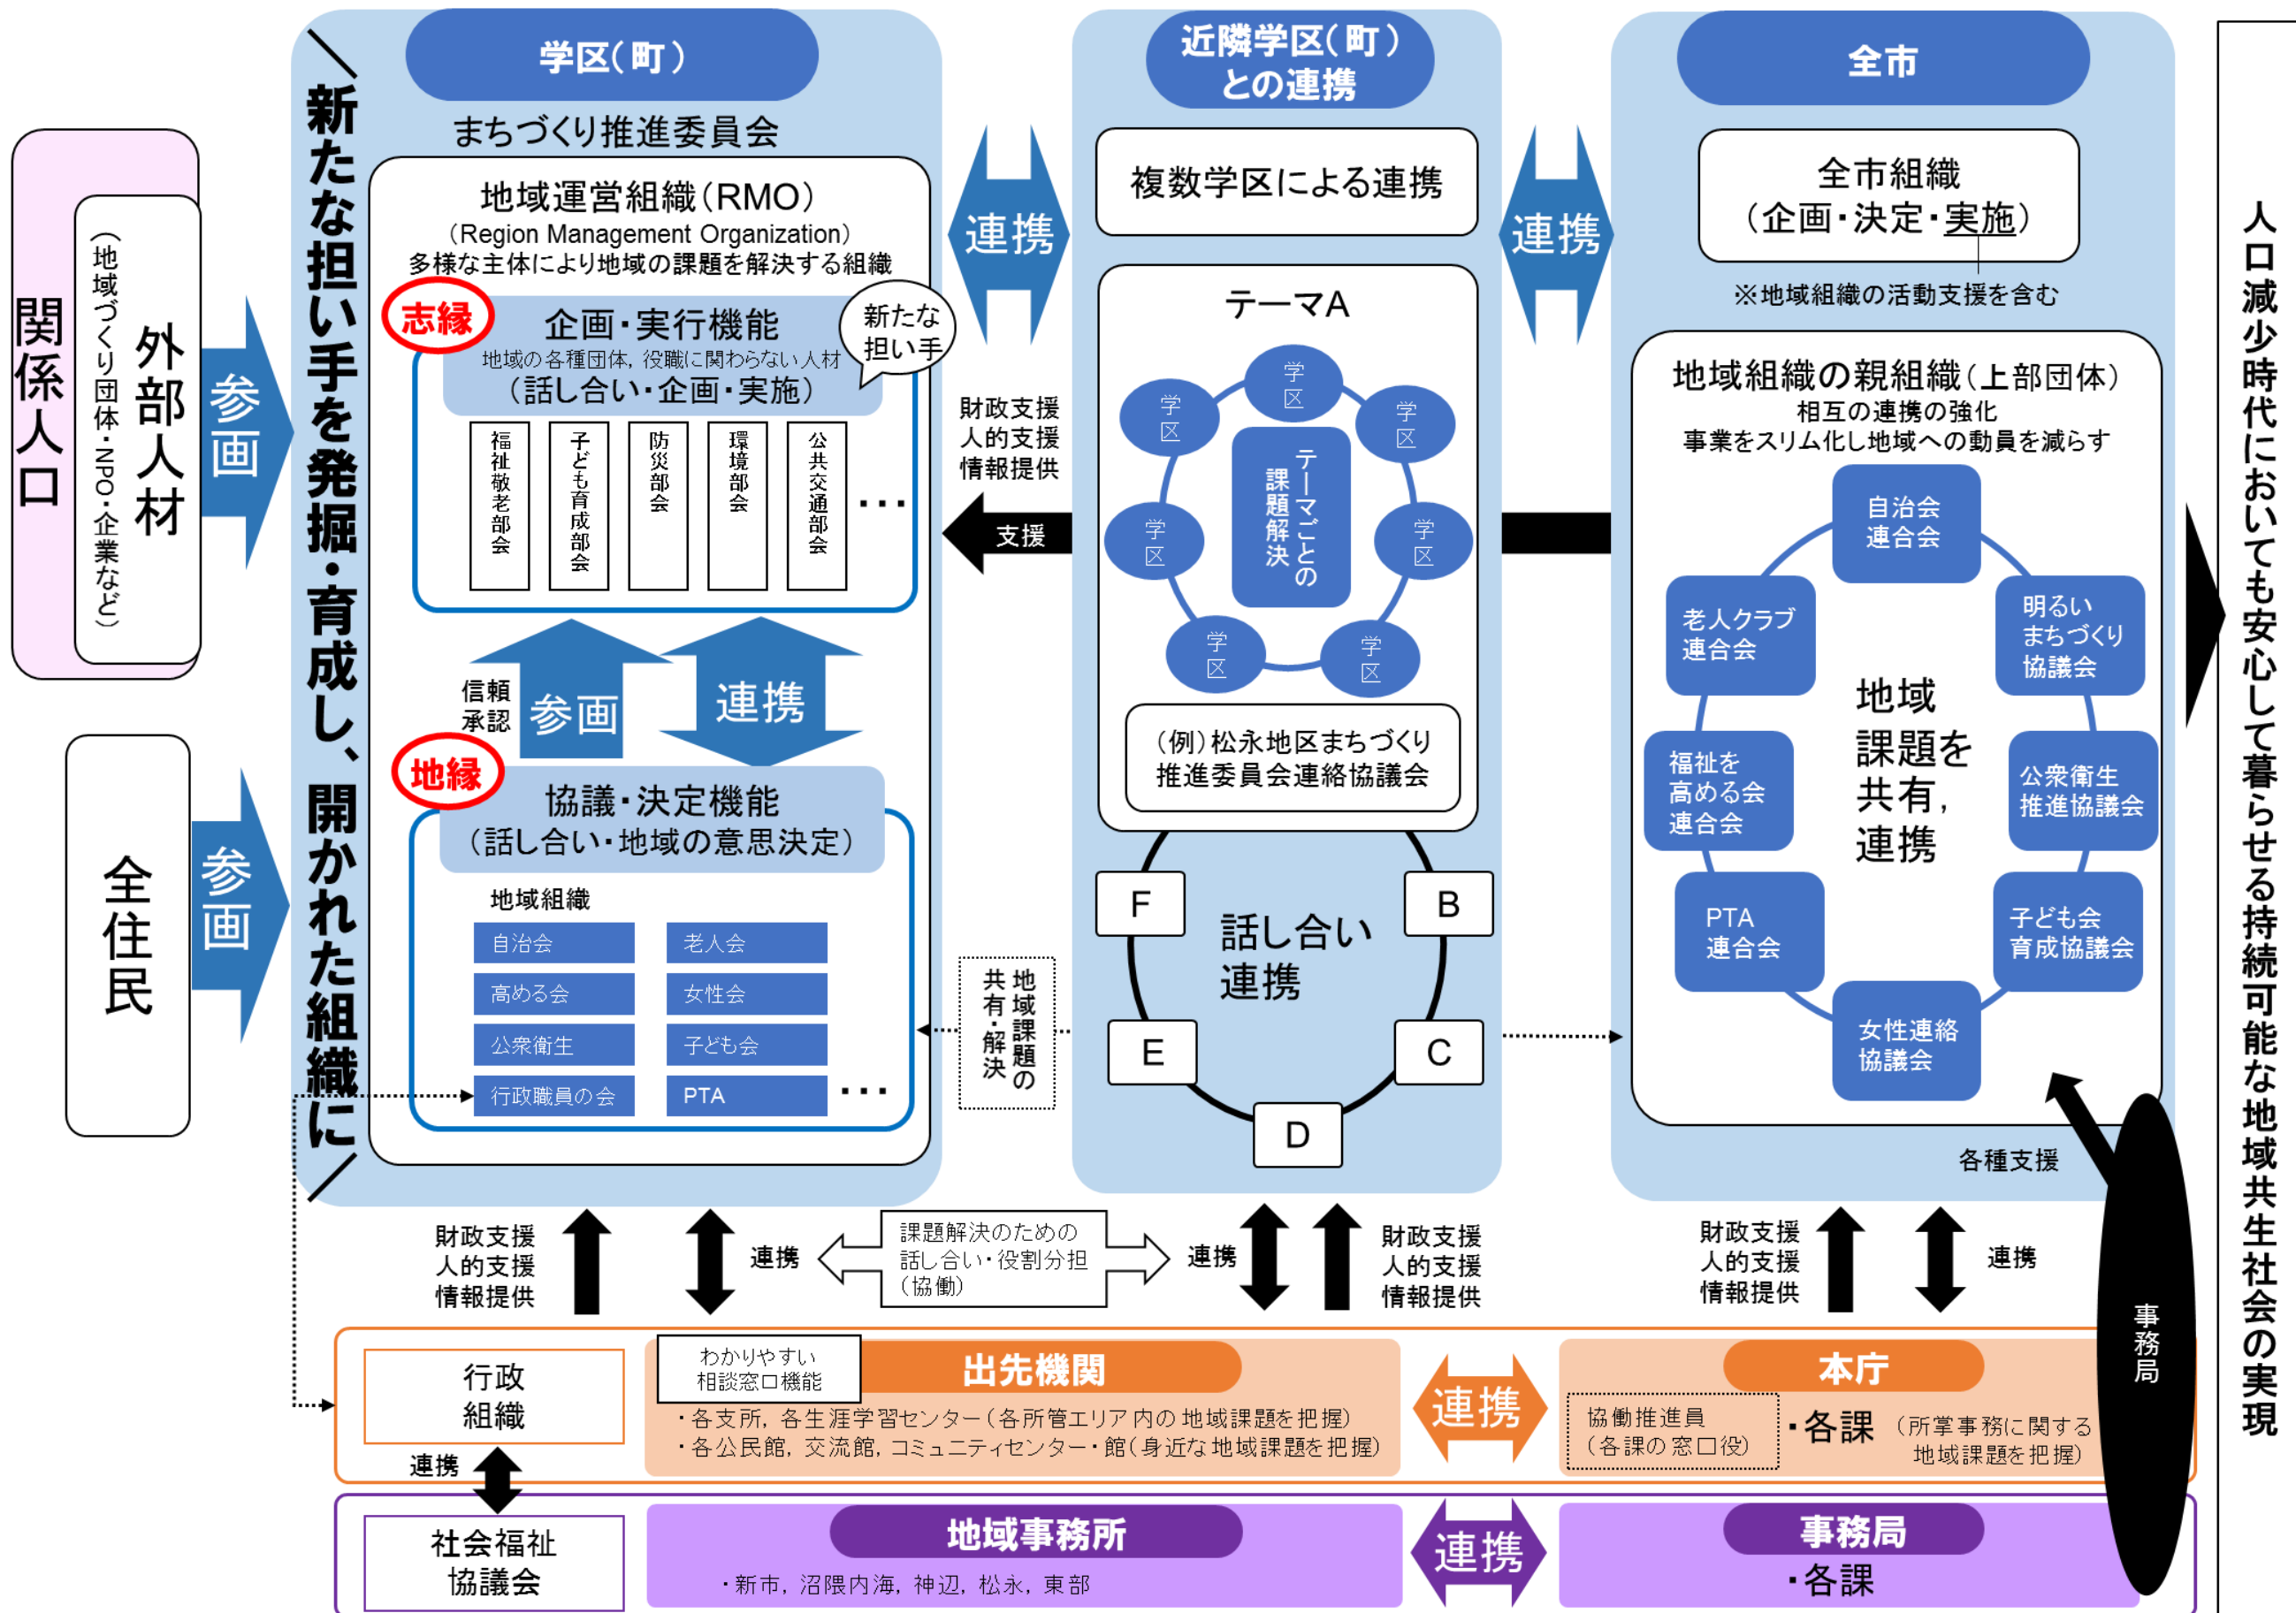 関係人口
外部人材
（地域づくり団体・NPO・企業など）
参画
全住民
参画
＼新たな担い手を発掘・育成し、開かれた組織に／
学区（町）
まちづくり推進委員会
地域運営組織（RMO）
（Region Management Organization）
多様な主体により地域の課題を解決する組織
志縁
企画・実行機能
地域の各種団体，役職に関わらない人材
（話し合い・企画・実施）
新たな
担い手
福祉敬老部会
子ども育成部会
防災部会
環境部会
公共交通部会
・・・
信頼
承認
参画
連携
地縁
協議・決定機能
（話し合い・地域の意思決定）
地域組織
自治会
老人会
高める会
女性会
公衆衛生
子ども会
行政職員の会
PTA
・・・
連携
財政支援
人的支援
情報提供
支援
地域課題の
共有・解決
近隣学区（町）
との連携
複数学区による連携
テーマA
学区
学区
学区
学区
学区
学区
学区
テーマごとの
課題解決
（例）松永地区まちづくり
推進委員会連絡協議会
F
B
話し合い
連携
E
C
D
連携
全市
全市組織
（企画・決定・実施）
※地域組織の活動支援を含む
地域組織の親組織（上部団体）
相互の連携の強化
事業をスリム化し地域への動員を減らす
自治会
連合会
老人クラブ
連合会
明るい
まちづくり
協議会
地域
課題を
共有，
連携
福祉を
高める会
連合会
公衆衛生
推進協議会
PTA
連合会
子ども会
育成協議会
女性連絡
協議会
各種支援
事務局
人口減少時代においても安心して暮らせる持続可能な地域共生社会の実現
財政支援
人的支援
情報提供
連携
課題解決のための
話し合い・役割分担
（協働）
連携
財政支援
人的支援
情報提供
財政支援
人的支援
情報提供
連携
行政
組織
わかりやすい
相談窓口機能
出先機関
・各支所，各生涯学習センター（各所管エリア内の地域課題を把握）
・各公民館，交流館，コミュニティセンター・館（身近な地域課題を把握）
連携
本庁
協働推進員
（各課の窓口役）
・各課
（所掌事務に関する
地域課題を把握）
連携
社会福祉
協議会
地域事務所
・新市，沼隈内海，神辺，松永，東部
連携
事務局
・各課